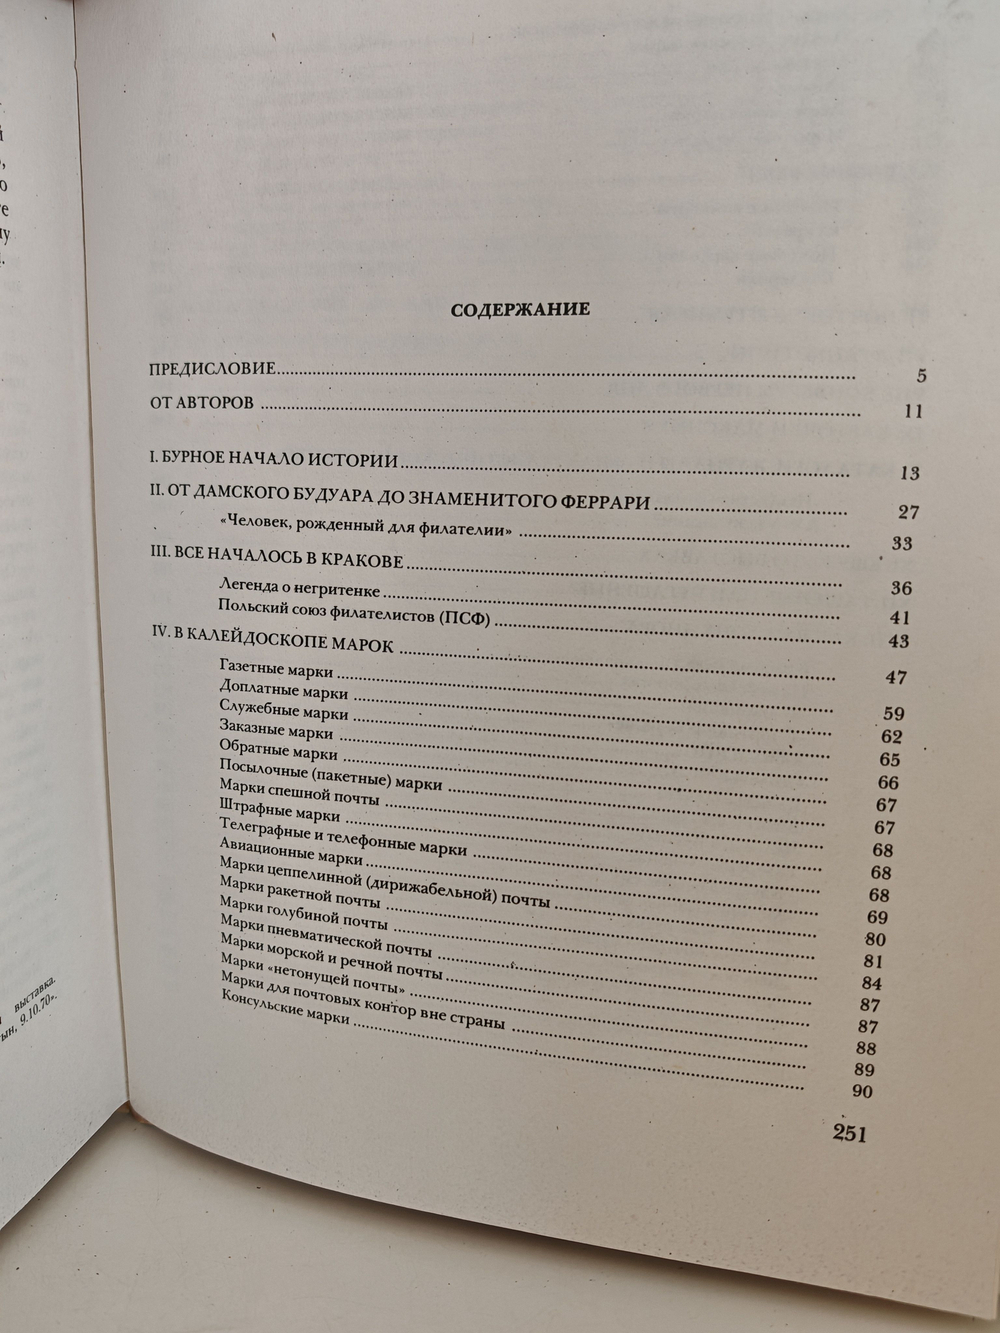 й
о
те
му
выставка.
9.10.70».
СОДЕРЖАНИЕ
ПРЕДИСЛОВИЕ 5
ОТ АВТОРОВ 11
I. БУРНОЕ НАЧАЛО ИСТОРИИ 13
II. ОТ ДАМСКОГО БУДУАРА ДО ЗНАМЕНИТОГО ФЕРРАРИ 27
«Человек, рожденный для филателии» 33
III. ВСЕ НАЧАЛОСЬ В КРАКОВЕ 36
Легенда о негритенке 41
Польский союз филателистов (ПСФ) 43
IV. В КАЛЕЙДОСКОПЕ МАРОК 47
Газетные марки 59
Доплатные марки 62
Служебные марки 65
Заказные марки 66
Обратные марки 67
Посылочные (пакетные) марки 67
Марки спешной почты 68
Штрафные марки 68
Телеграфные и телефонные марки 68
Авиационные марки 69
Марки цеппелинной (дирижабельной) почты 80
Марки ракетной почты 81
Марки голубиной почты 84
Марки пневматической почты 87
Марки морской и речной почты 87
Марки «нетонущей почты» 88
Марки для почтовых контор вне страны 89
Консульские марки 90
251